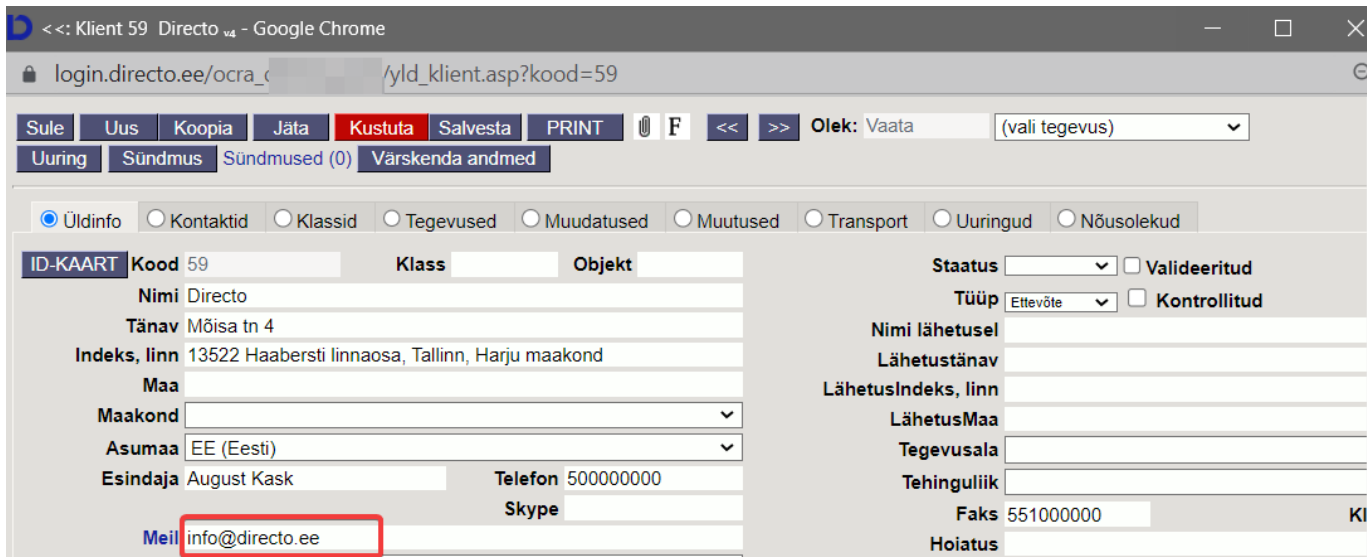 <<: Klient 59 Directo v4 - Google Chrome
login.directo.ee/ocra_ /yld_klient.asp?kood=59
Sule Uus Koopia Jäta Kustuta Salvesta PRINT F << >> Olek: Vaata (vali tegevus)
Uuring Sündmus Sündmused (0) Värskenda andmed
Üldinfo Kontaktid Klassid Tegevused Muudatused Muutused Transport Uuringud Nõusolekud
ID-KAART Kood 59 Klass Objekt Staatus Valideeritud
Nimi Directo Tüüp Ettevõte Kontrollitud
Tänav Mõisa tn 4 Nimi lähetusel
Indeks, linn 13522 Haabersti linnaosa, Tallinn, Harju maakond Lähetustänav
Maa LähetusIndeks, linn
Maakond LähetusMaa
Asumaa EE (Eesti) Tegevusala
Esindaja August Kask Telefon 500000000 Tehinguliik
Skype Faks 551000000 Kl
Meil info@directo.ee Hoiatus